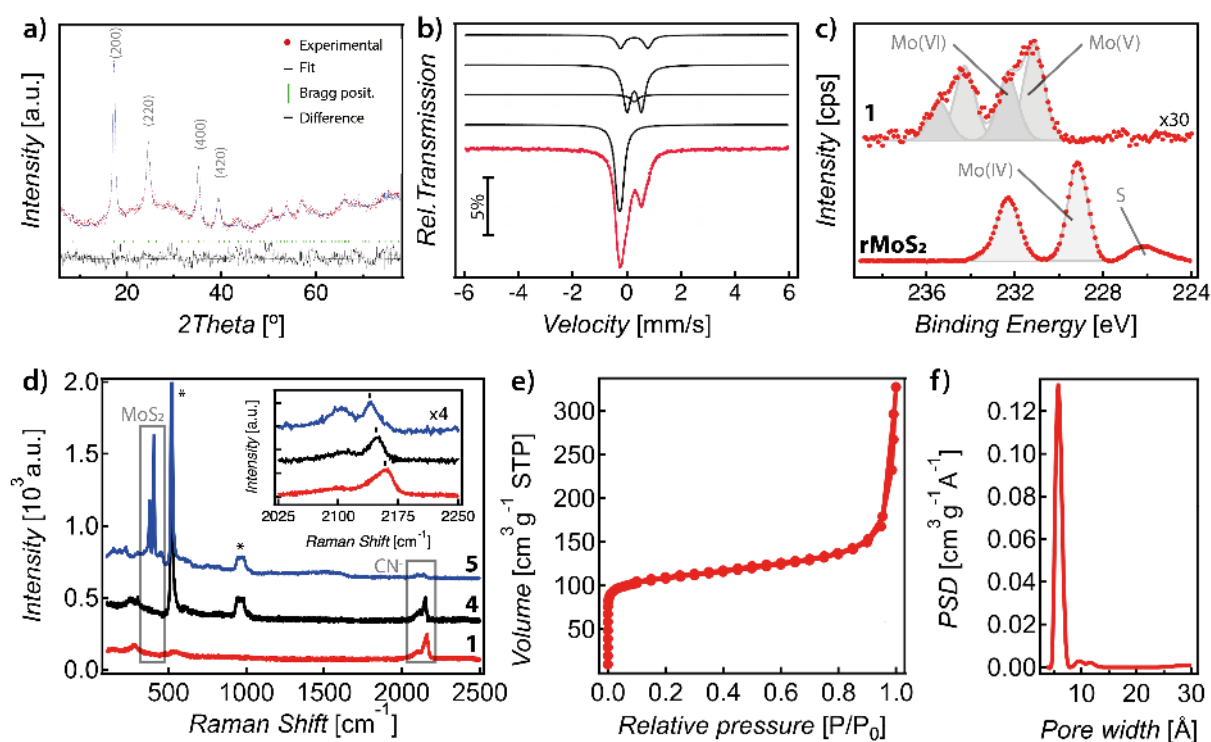 a)
Intensity [a.u.]
(200)
(220)
(400)
(420)
Experimental
Fit
Bragg posit.
Difference
20 40 60
2Theta [º]
b)
Rel.Transmission
5%
-6 -4 -2 0 2 4 6
Velocity [mm/s]
c)
Intensity [cps]
Mo(VI)
Mo(V)
1
x30
Mo(IV)
S
rMoS₂
236 232 228 224
Binding Energy [eV]
d)
Intensity [10³ a.u.]
2.0
1.5
1.0
0.5
0.0
MoS₂
*
*
CN⁻
5
4
1
500 1000 1500 2000 2500
Raman Shift [cm⁻¹]
Intensity [a.u.]
x4
2025 2100 2175 2250
Raman Shift [cm⁻¹]
e)
Volume [cm³ g⁻¹ STP]
300
250
200
150
100
50
0.0 0.2 0.4 0.6 0.8 1.0
Relative pressure [P/P₀]
f)
PSD [cm³ g⁻¹ A⁻¹]
0.12
0.10
0.08
0.06
0.04
0.02
0.00
10 20 30
Pore width [Å]